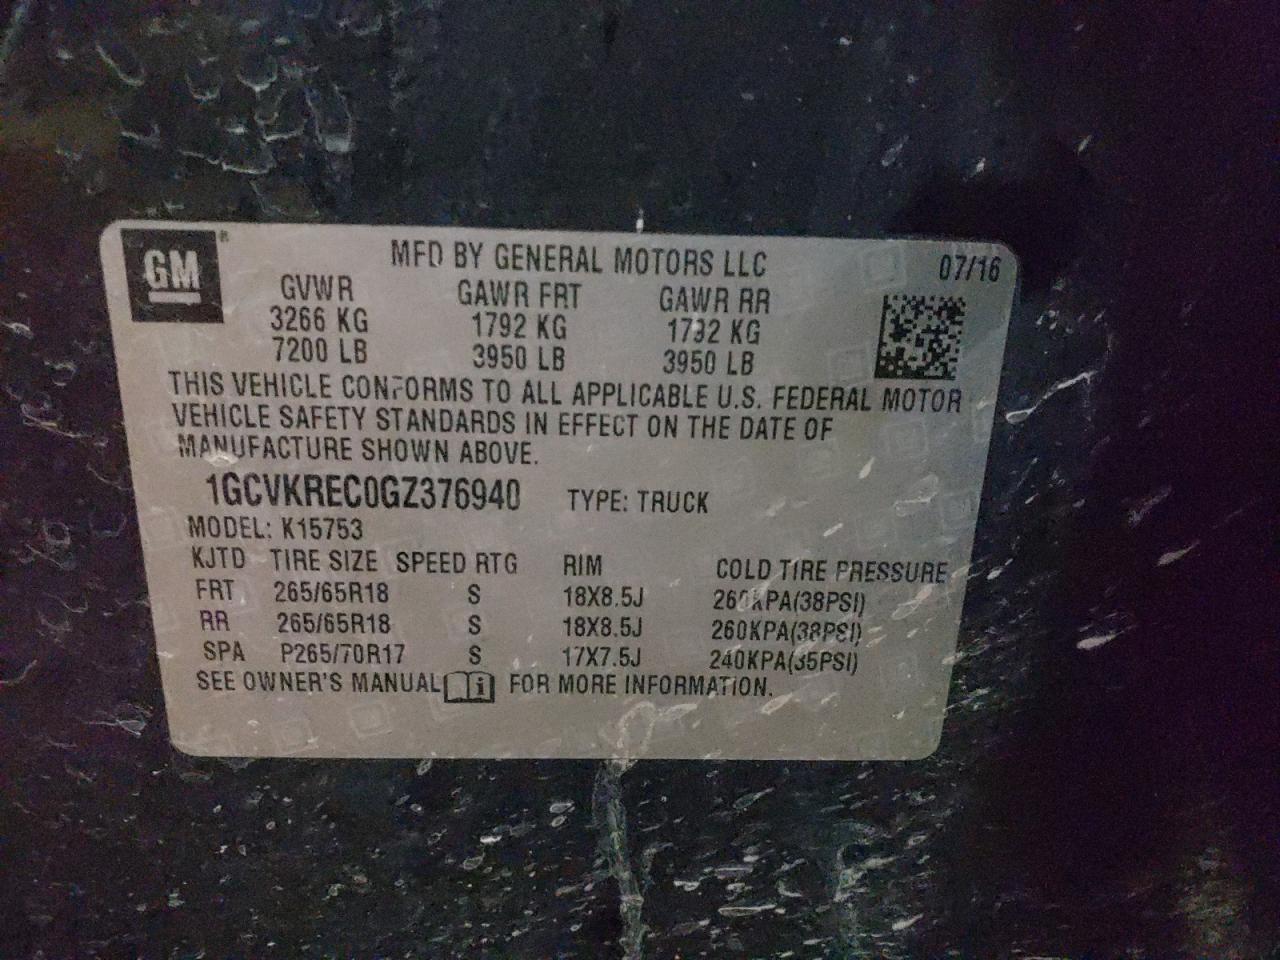 GM®
MFD BY GENERAL MOTORS LLC 07/16
GVWR GAWR FRT GAWR RR
3266 KG 1792 KG 1792 KG
7200 LB 3950 LB 3950 LB
THIS VEHICLE CONFORMS TO ALL APPLICABLE U.S. FEDERAL MOTOR
VEHICLE SAFETY STANDARDS IN EFFECT ON THE DATE OF
MANUFACTURE SHOWN ABOVE.
1GCVKREC0GZ376940 TYPE: TRUCK
MODEL: K15753
KJTD TIRE SIZE SPEED RTG RIM COLD TIRE PRESSURE
FRT 265/65R18 S 18X8.5J 260KPA(38PSI)
RR 265/65R18 S 18X8.5J 260KPA(38PSI)
SPA P265/70R17 S 17X7.5J 240KPA(35PSI)
SEE OWNER'S MANUAL i FOR MORE INFORMATION.